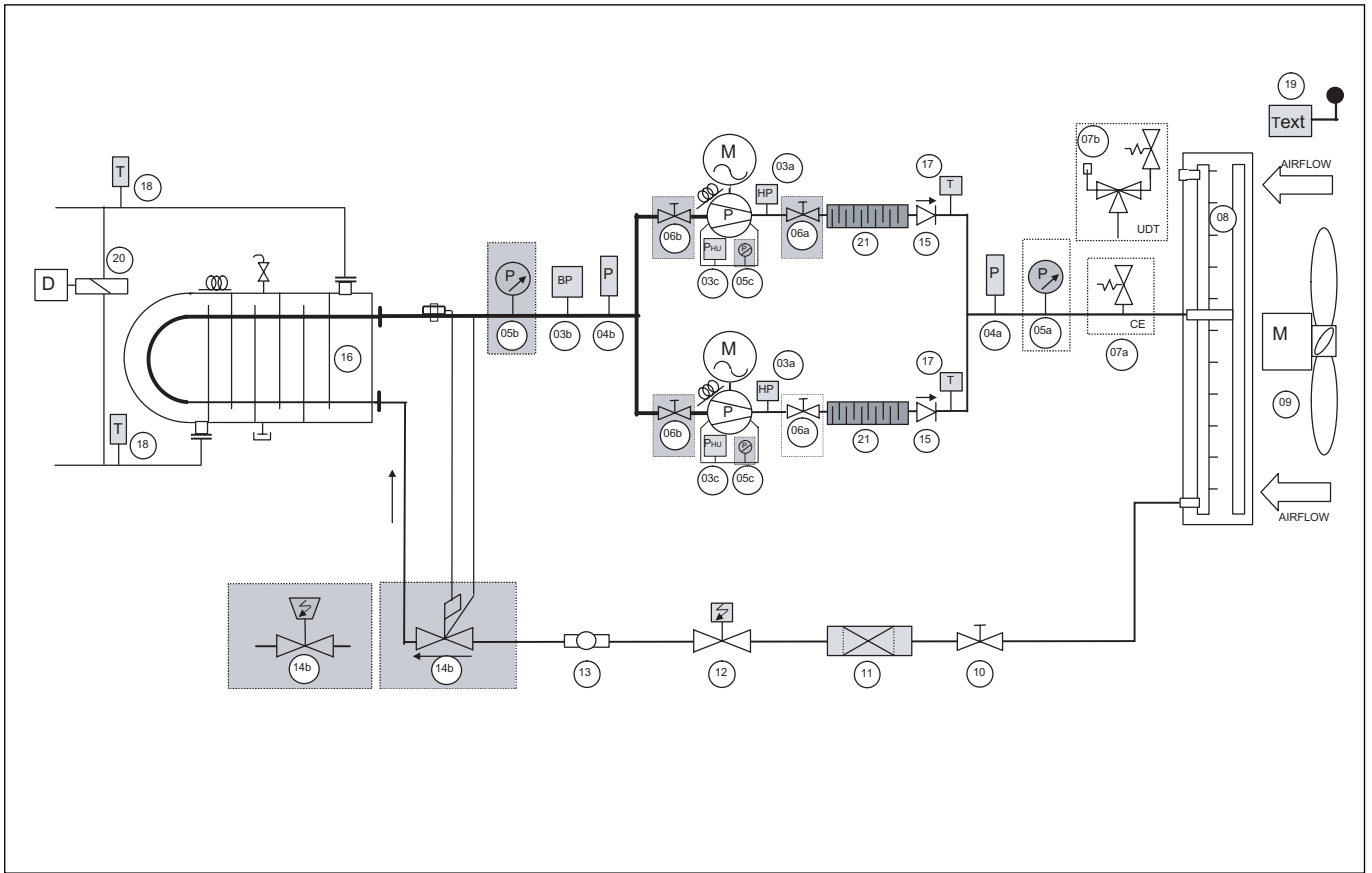 19
Text
AIRFLOW
07b
UDT
08
M
03a
17
T
18
T
HP
P
06b
06a
21
15
PHU
P
03c
05c
20
D
P
05b
BP
03b
P
04b
P
04a
P
05a
CE
07a
M
09
AIRFLOW
16
T
18
M
03a
17
T
HP
P
06b
06a
21
15
PHU
P
03c
05c
14b
14b
13
12
11
10